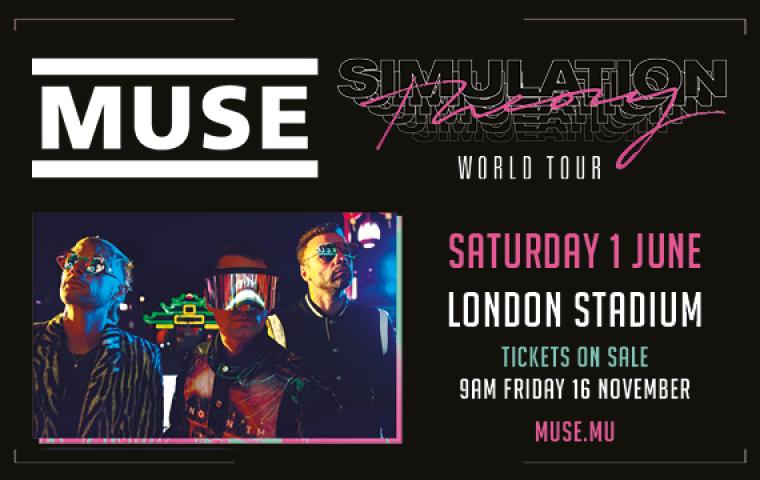 MUSE
SIMULATION
Theory
WORLD TOUR
SATURDAY 1 JUNE
LONDON STADIUM
TICKETS ON SALE
9AM FRIDAY 16 NOVEMBER
MUSE.MU